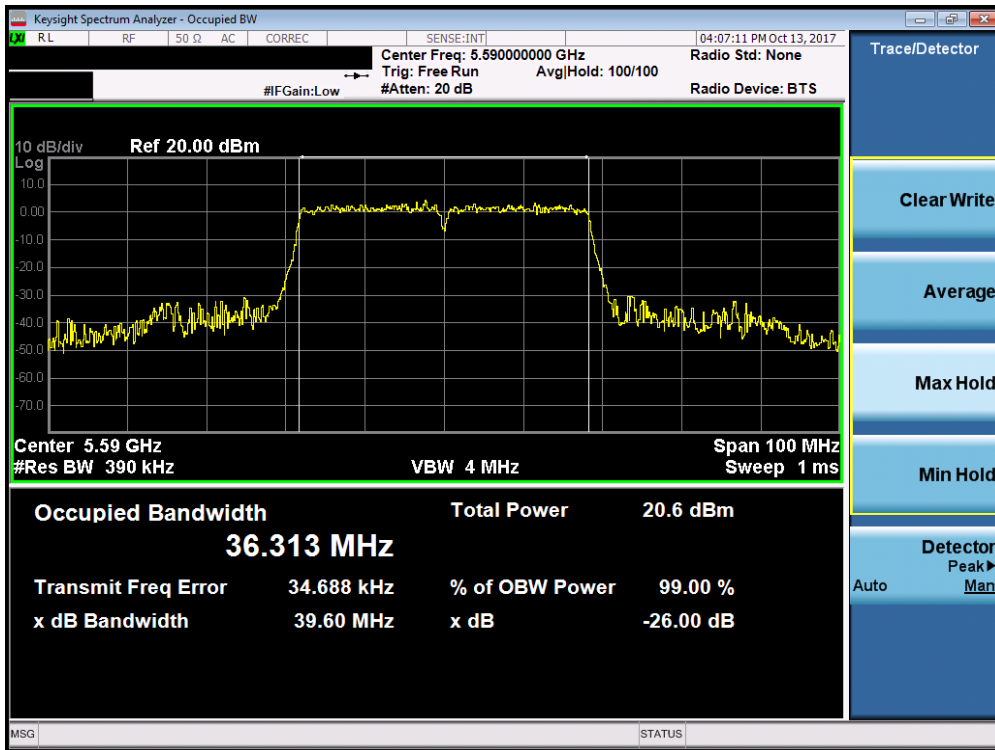 Keysight Spectrum Analyzer - Occupied BW
LXI RL RF 50 Ω AC CORREC SENSE:INT 04:07:11 PM Oct 13, 2017
Center Freq: 5.590000000 GHz Radio Std: None
Trig: Free Run Avg|Hold: 100/100
#IFGain:Low #Atten: 20 dB Radio Device: BTS
10 dB/div Ref 20.00 dBm
Log
10.0
0.00
-10.0
-20.0
-30.0
-40.0
-50.0
-60.0
-70.0
Center 5.59 GHz Span 100 MHz
#Res BW 390 kHz VBW 4 MHz Sweep 1 ms
Occupied Bandwidth Total Power 20.6 dBm
36.313 MHz
Transmit Freq Error 34.688 kHz % of OBW Power 99.00 %
x dB Bandwidth 39.60 MHz x dB -26.00 dB
MSG STATUS
Trace/Detector
Clear Write
Average
Max Hold
Min Hold
Detector
Peak▶
Auto Man